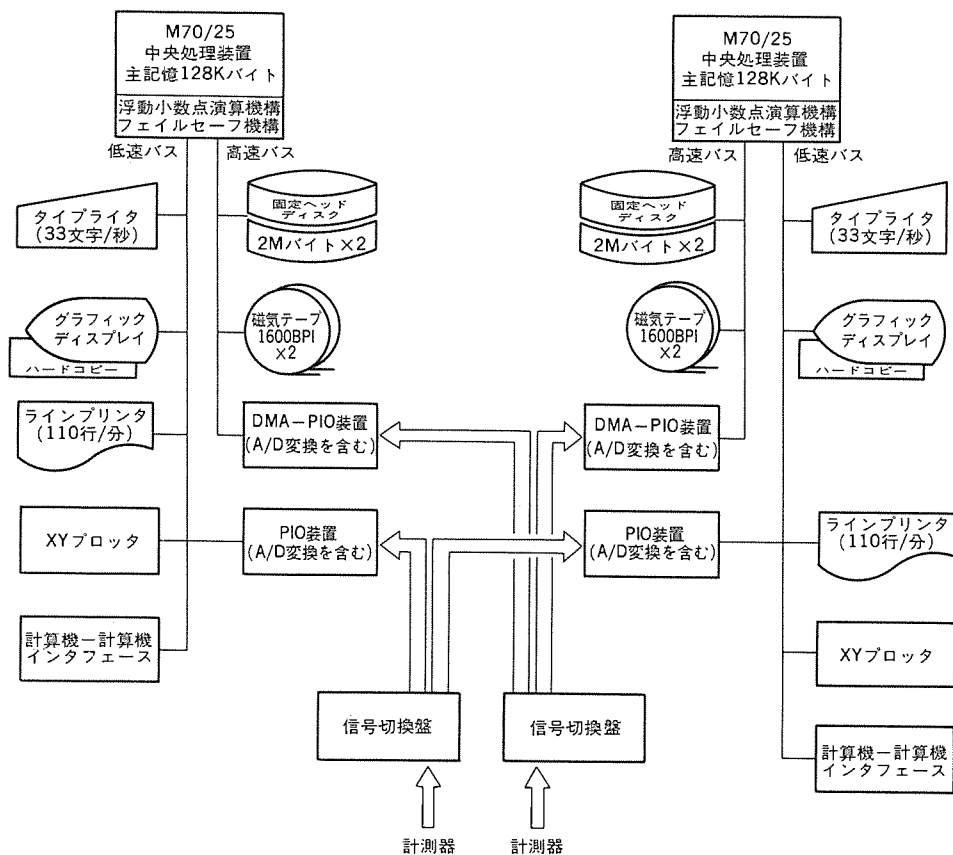 M70/25
中央処理装置
主記憶128Kバイト
浮動小数点演算機構
フェイルセーフ機構
低速バス
高速バス
タイプライタ
(33文字/秒)
固定ヘッド
ディスク
2Mバイト×2
グラフィック
ディスプレイ
ハードコピー
磁気テープ
1600BPI
×2
ラインプリンタ
(110行/分)
DMA−PIO装置
(A/D変換を含む)
XYプロッタ
PIO装置
(A/D変換を含む)
計算機ー計算機
インタフェース
M70/25
中央処理装置
主記憶128Kバイト
浮動小数点演算機構
フェイルセーフ機構
高速バス
低速バス
固定ヘッド
ディスク
2Mバイト×2
タイプライタ
(33文字/秒)
磁気テープ
1600BPI
×2
グラフィック
ディスプレイ
ハードコピー
DMA−PIO装置
(A/D変換を含む)
PIO装置
(A/D変換を含む)
ラインプリンタ
(110行/分)
XYプロッタ
計算機ー計算機
インタフェース
信号切換盤
信号切換盤
計測器
計測器